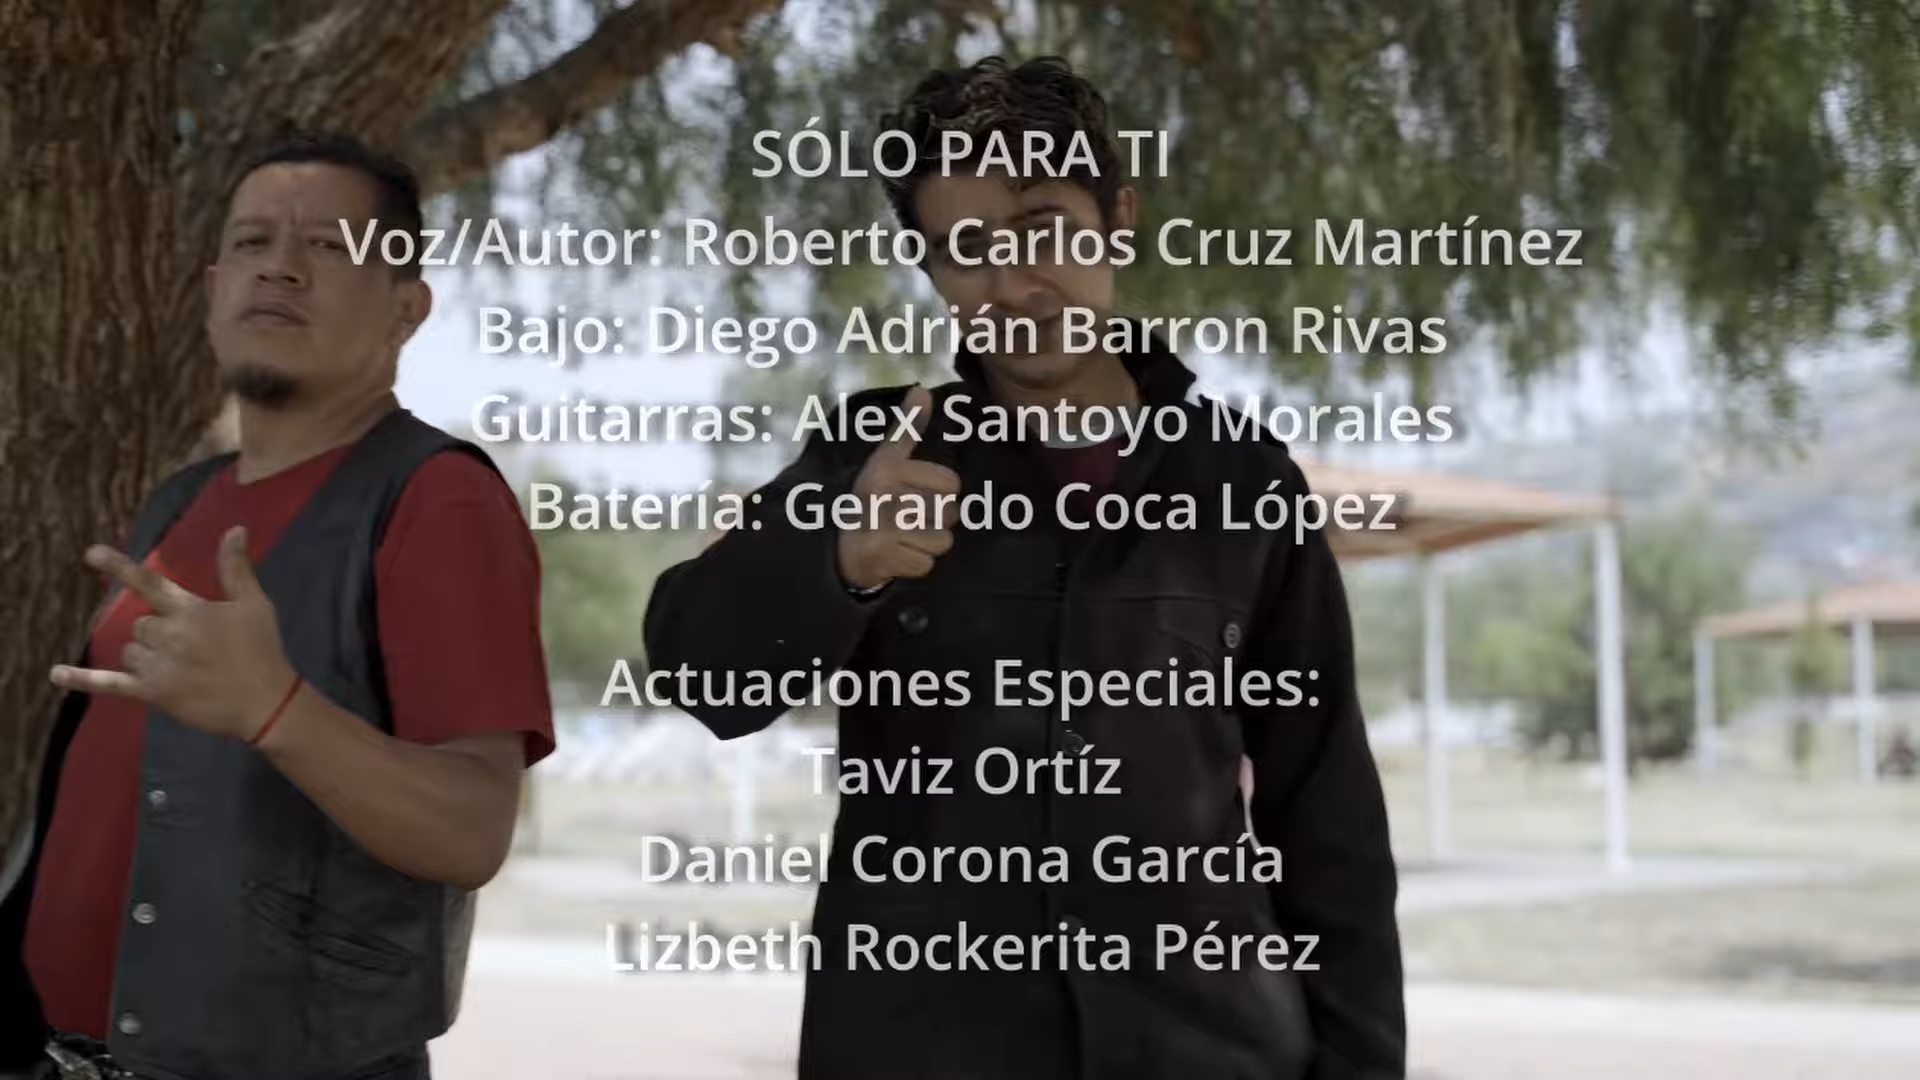 SÓLO PARA TI
Voz/Autor: Roberto Carlos Cruz Martínez
Bajo: Diego Adrián Barron Rivas
Guitarras: Alex Santoyo Morales
Batería: Gerardo Coca López
Actuaciones Especiales:
Taviz Ortíz
Daniel Corona García
Lizbeth Rockerita Pérez